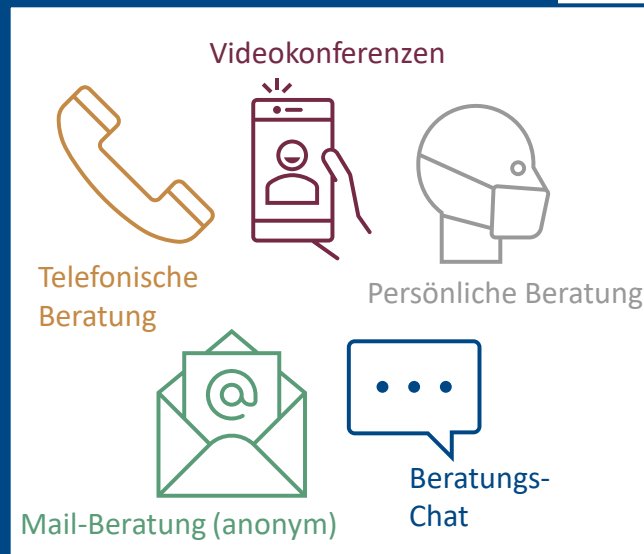 Videokonferenzen
Telefonische
Beratung
Persönliche Beratung
@
Mail-Beratung (anonym)
Beratungs-
Chat